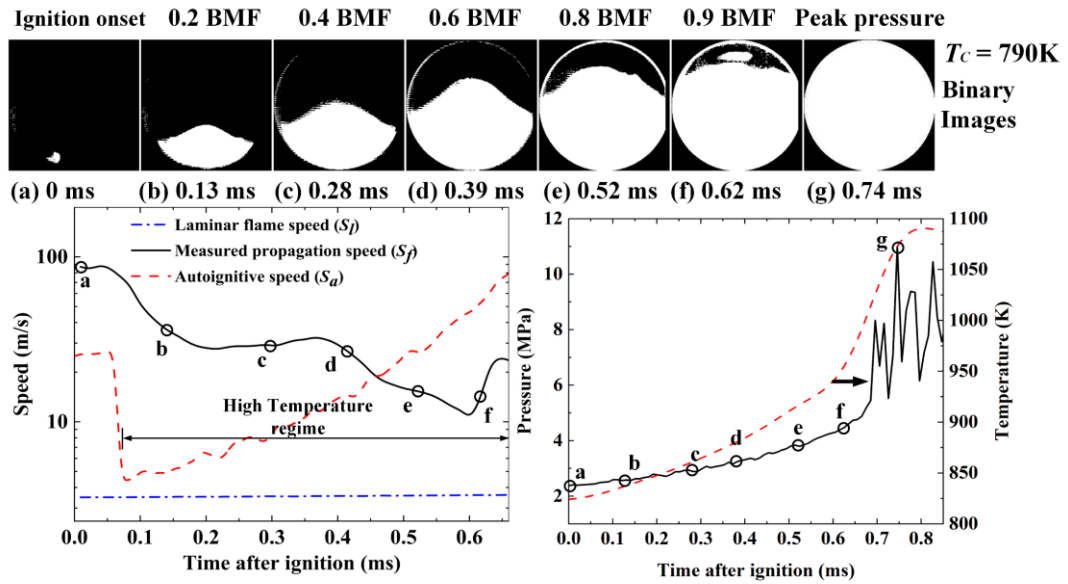 Ignition onset 0.2 BMF 0.4 BMF 0.6 BMF 0.8 BMF 0.9 BMF Peak pressure
T_C = 790K
Binary
Images
(a) 0 ms (b) 0.13 ms (c) 0.28 ms (d) 0.39 ms (e) 0.52 ms (f) 0.62 ms (g) 0.74 ms
Laminar flame speed (S_l)
Measured propagation speed (S_f)
Autoignitive speed (S_a)
100
10
Speed (m/s)
a
b
c
d
e
f
High Temperature
regime
0.0 0.1 0.2 0.3 0.4 0.5 0.6
Time after ignition (ms)
12
10
8
6
4
2
Pressure (MPa)
a
b
c
d
e
f
g
1100
1050
1000
950
900
850
800
Temperature (K)
0.0 0.1 0.2 0.3 0.4 0.5 0.6 0.7 0.8
Time after ignition (ms)